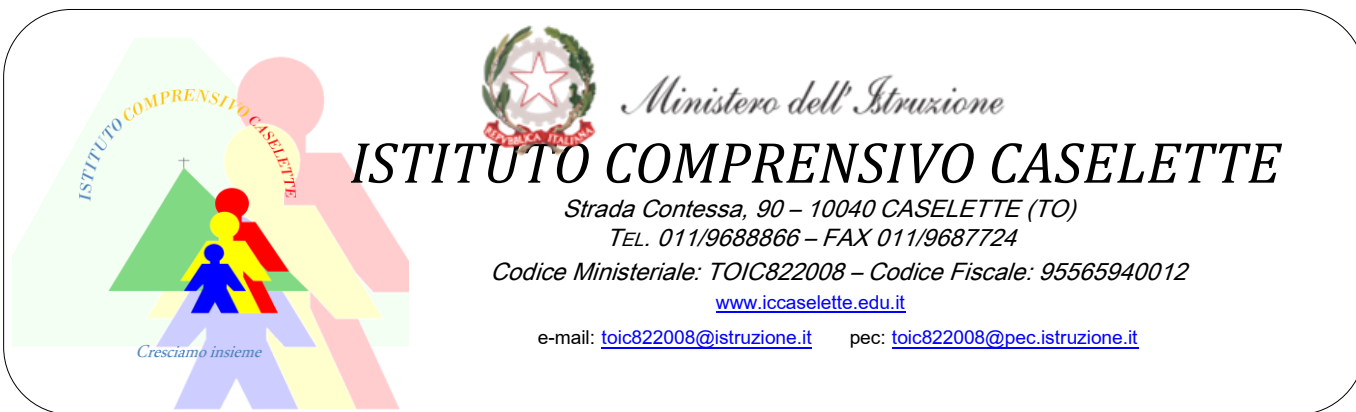 ISTITUTO COMPRENSIVO CASELETTE
Cresciamo insieme
REPVBBLICA ITALIANA
Ministero dell' Istruzione
ISTITUTO COMPRENSIVO CASELETTE
Strada Contessa, 90 – 10040 CASELETTE (TO)
TEL. 011/9688866 – FAX 011/9687724
Codice Ministeriale: TOIC822008 – Codice Fiscale: 95565940012
www.iccaselette.edu.it
e-mail: toic822008@istruzione.it pec: toic822008@pec.istruzione.it